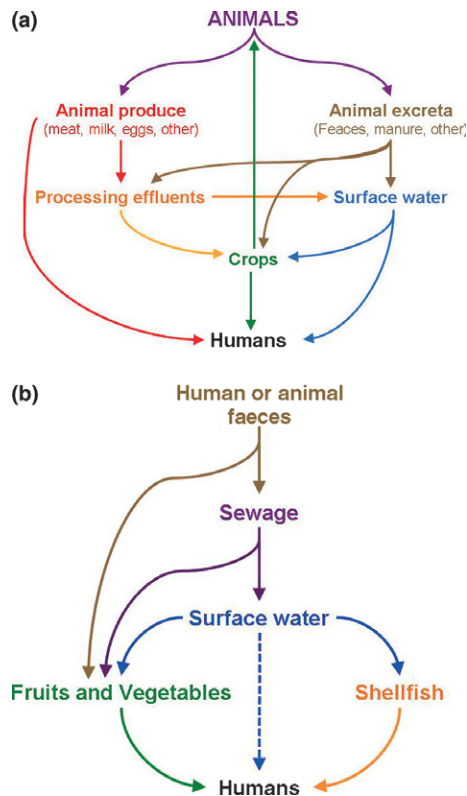 (a)
ANIMALS
Animal produce
(meat, milk, eggs, other)
Animal excreta
(Feaces, manure, other)
Processing effluents
Surface water
Crops
Humans
(b)
Human or animal
faeces
Sewage
Surface water
Fruits and Vegetables
Shellfish
Humans